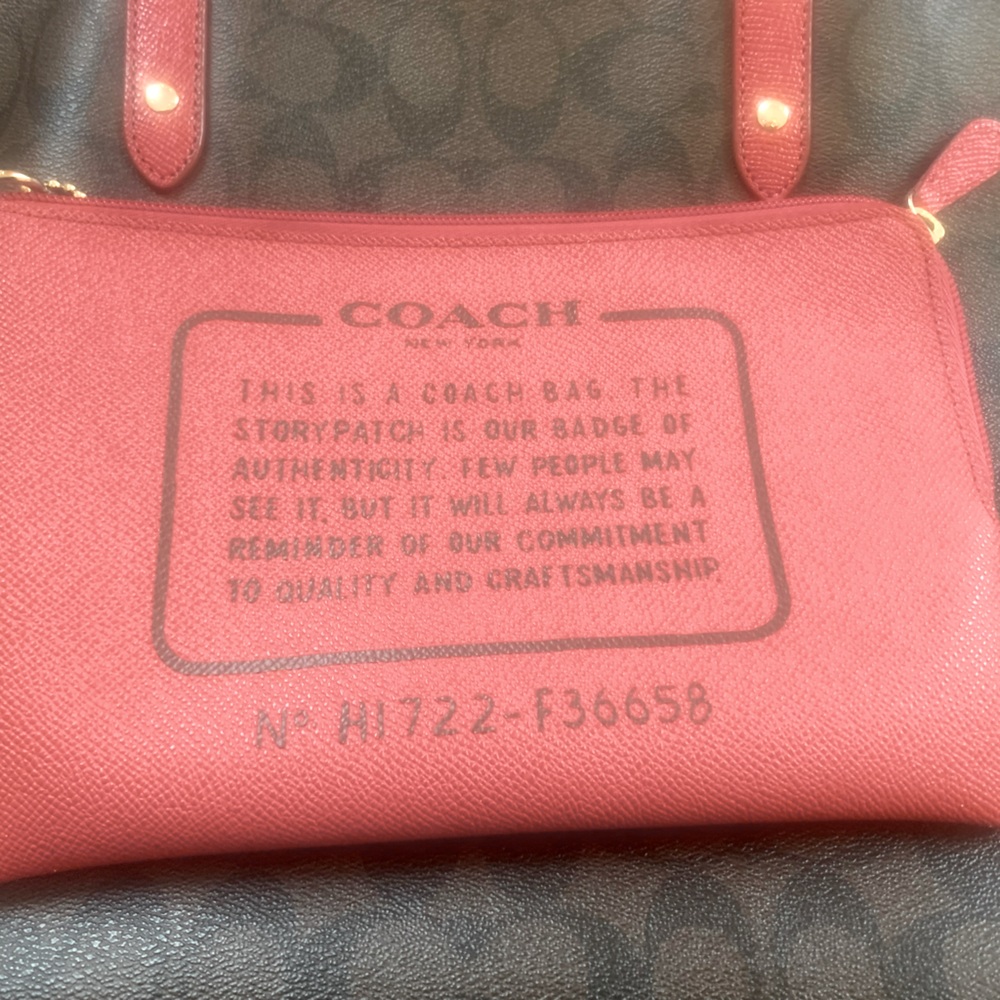 COACH
NEW YORK
THIS IS A COACH BAG. THE
STORYPATCH IS OUR BADGE OF
AUTHENTICITY. FEW PEOPLE MAY
SEE IT, BUT IT WILL ALWAYS BE A
REMINDER OF OUR COMMITMENT
TO QUALITY AND CRAFTSMANSHIP.
Nº H1722-F36658